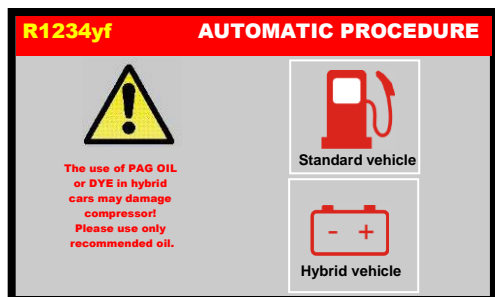 R1234yf AUTOMATIC PROCEDURE
The use of PAG OIL
or DYE in hybrid
cars may damage
compressor!
Please use only
recommended oil.
Standard vehicle
- +
Hybrid vehicle